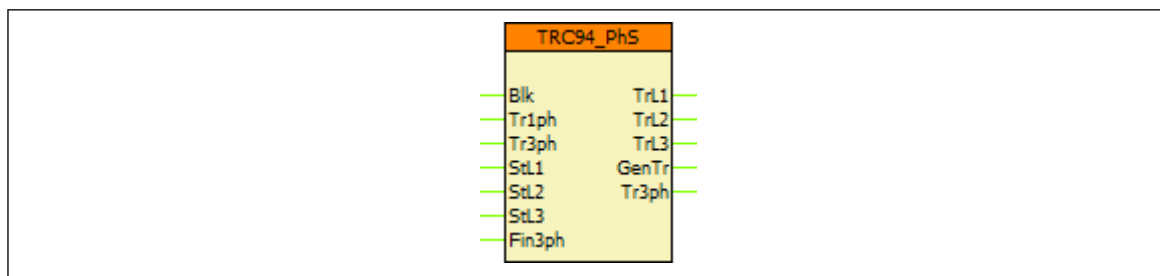 TRC94_PhS
Blk TrL1
Tr1ph TrL2
Tr3ph TrL3
StL1 GenTr
StL2 Tr3ph
StL3
Fin3ph